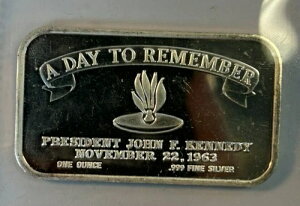 A DAY TO REMEMBER
PRESIDENT JOHN F. KENNEDY
NOVEMBER 22, 1963
ONE OUNCE .999 FINE SILVER